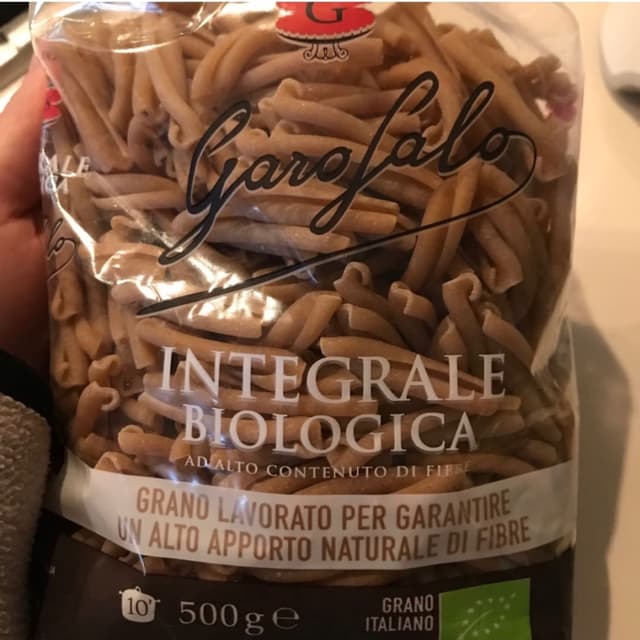 G
Garofalo
INTEGRALE
BIOLOGICA
AD ALTO CONTENUTO DI FIBRE
GRANO LAVORATO PER GARANTIRE
UN ALTO APPORTO NATURALE DI FIBRE
10'
500g e
GRANO
ITALIANO